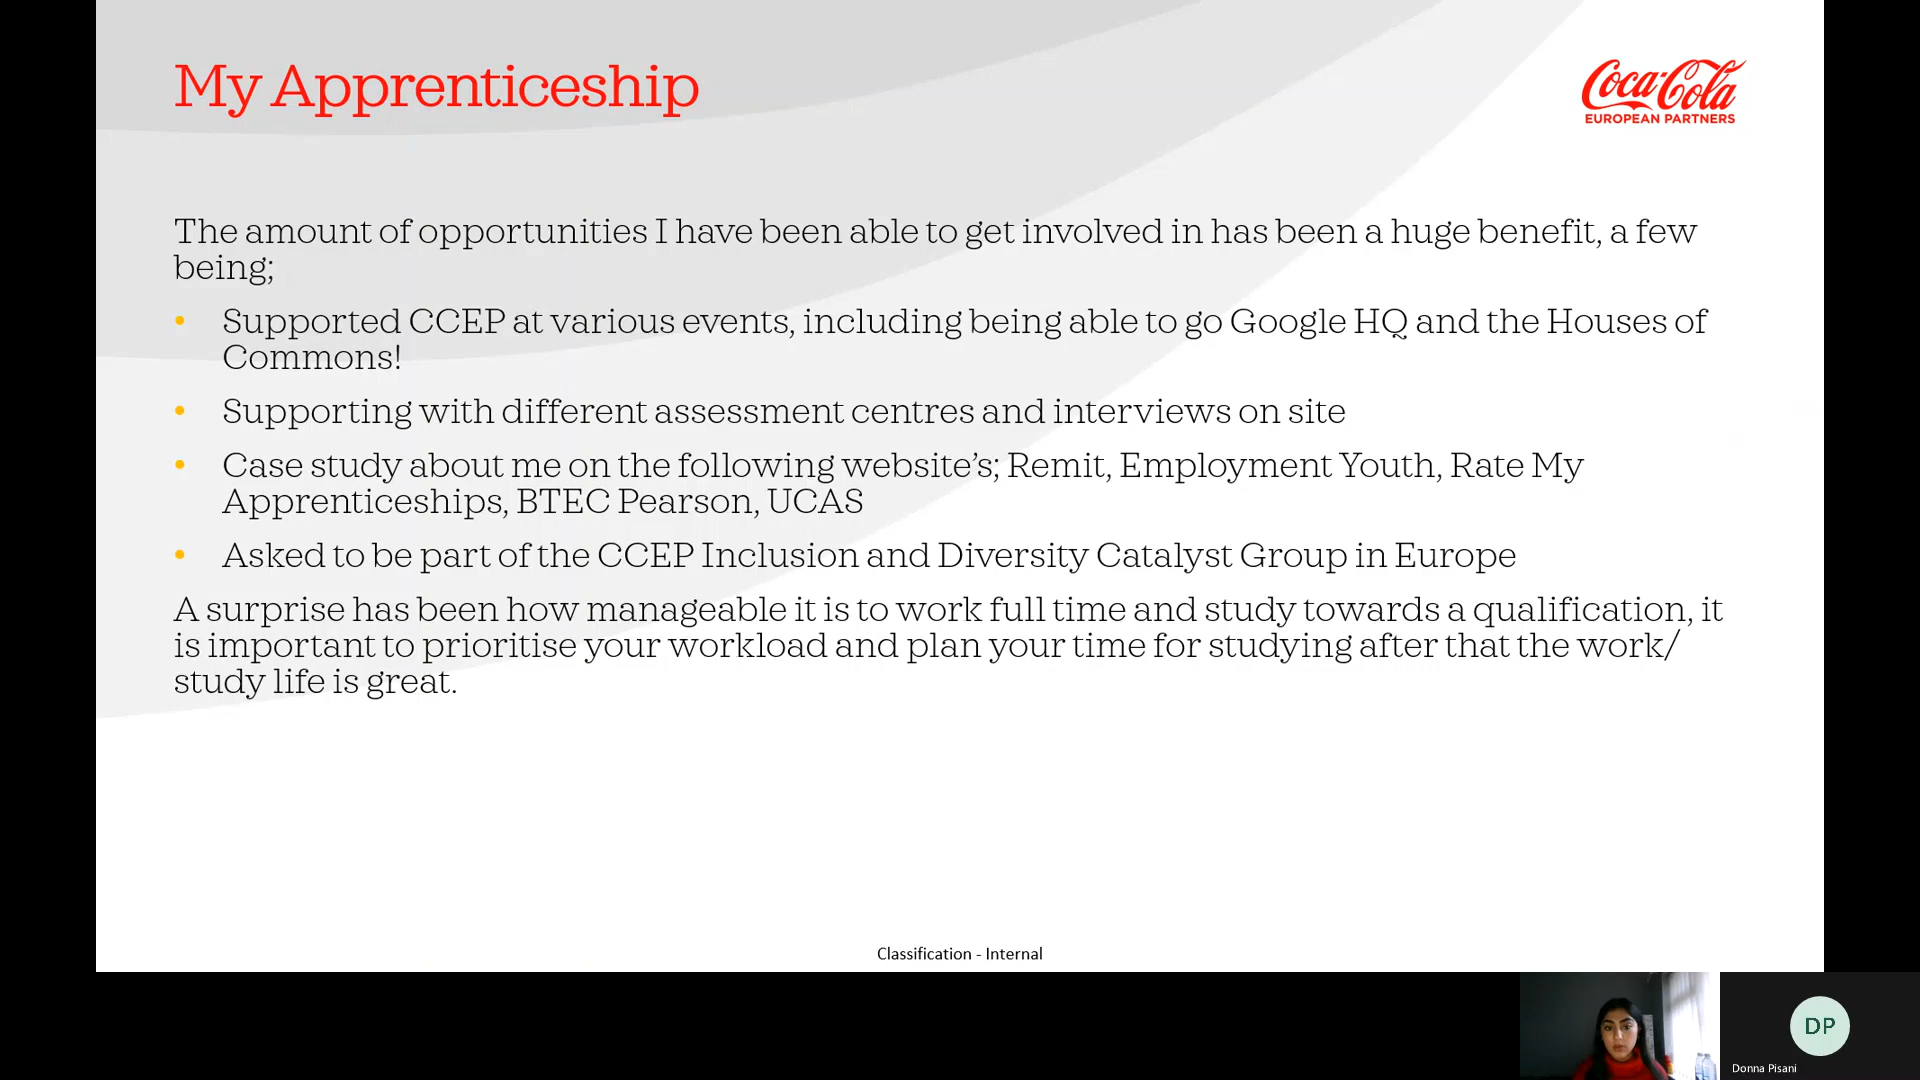 My Apprenticeship
Coca-Cola
EUROPEAN PARTNERS
The amount of opportunities I have been able to get involved in has been a huge benefit, a few
being;
• Supported CCEP at various events, including being able to go Google HQ and the Houses of
Commons!
• Supporting with different assessment centres and interviews on site
• Case study about me on the following website’s; Remit, Employment Youth, Rate My
Apprenticeships, BTEC Pearson, UCAS
• Asked to be part of the CCEP Inclusion and Diversity Catalyst Group in Europe
A surprise has been how manageable it is to work full time and study towards a qualification, it
is important to prioritise your workload and plan your time for studying after that the work/
study life is great.
Classification - Internal
DP
Donna Pisani